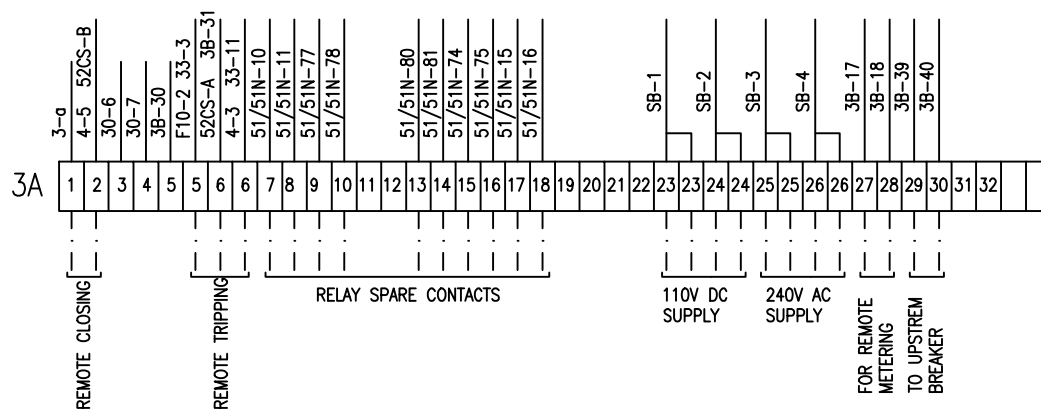 3-a
4-5 52CS-B
30-6
30-7
3B-30
F10-2 33-3
52CS-A 3B-31
4-3 33-11
51/51N-10
51/51N-11
51/51N-77
51/51N-78
51/51N-80
51/51N-81
51/51N-74
51/51N-75
51/51N-15
51/51N-16
SB-1
SB-2
SB-3
SB-4
3B-17
3B-18
3B-39
3B-40
3A 1 2 3 4 5 5 6 6 7 8 9 10 11 12 13 14 15 16 17 18 19 20 21 22 23 23 24 24 25 25 26 26 27 28 29 30 31 32
REMOTE CLOSING
REMOTE TRIPPING
RELAY SPARE CONTACTS
110V DC
SUPPLY
240V AC
SUPPLY
FOR REMOTE
METERING
TO UPSTREM
BREAKER